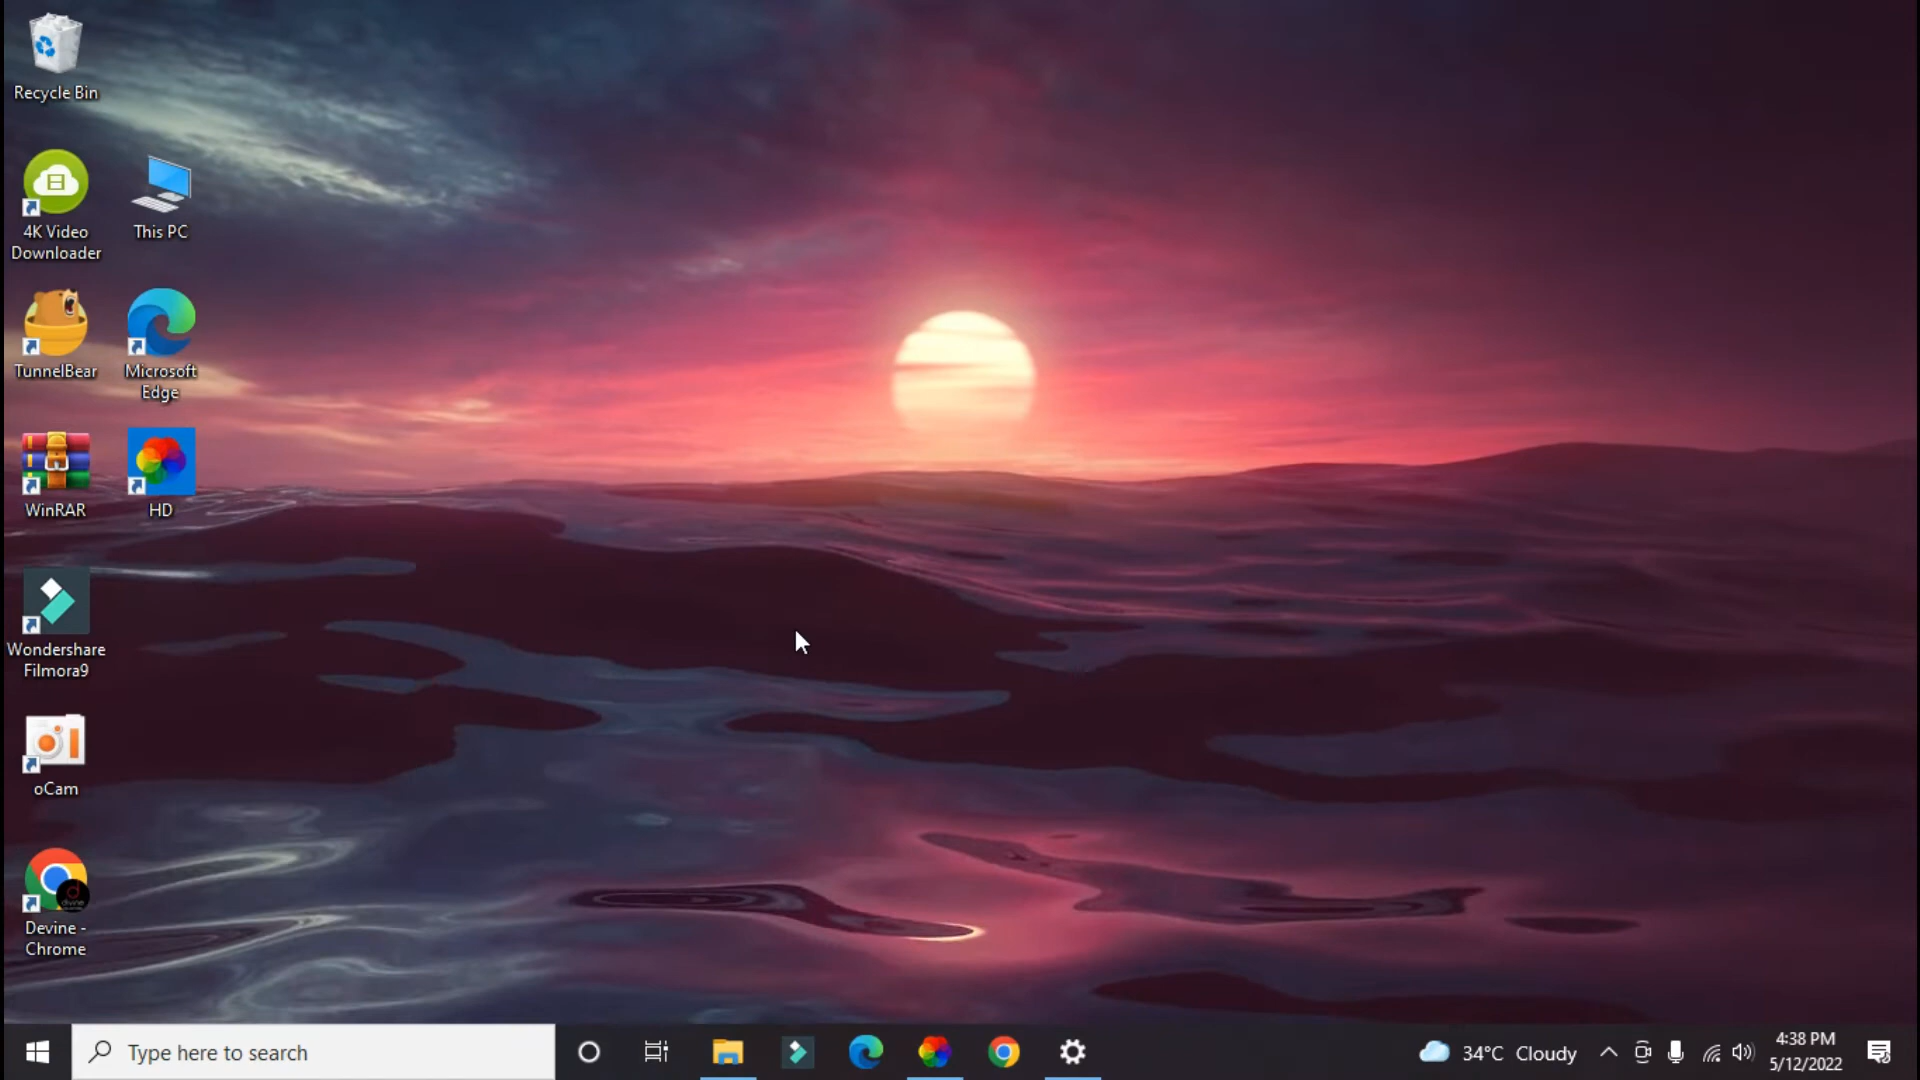 Recycle Bin
4K Video
Downloader
This PC
TunnelBear
Microsoft
Edge
WinRAR
HD
Wondershare
Filmora9
oCam
Devine -
Chrome
Type here to search
34°C Cloudy
4:38 PM
5/12/2022